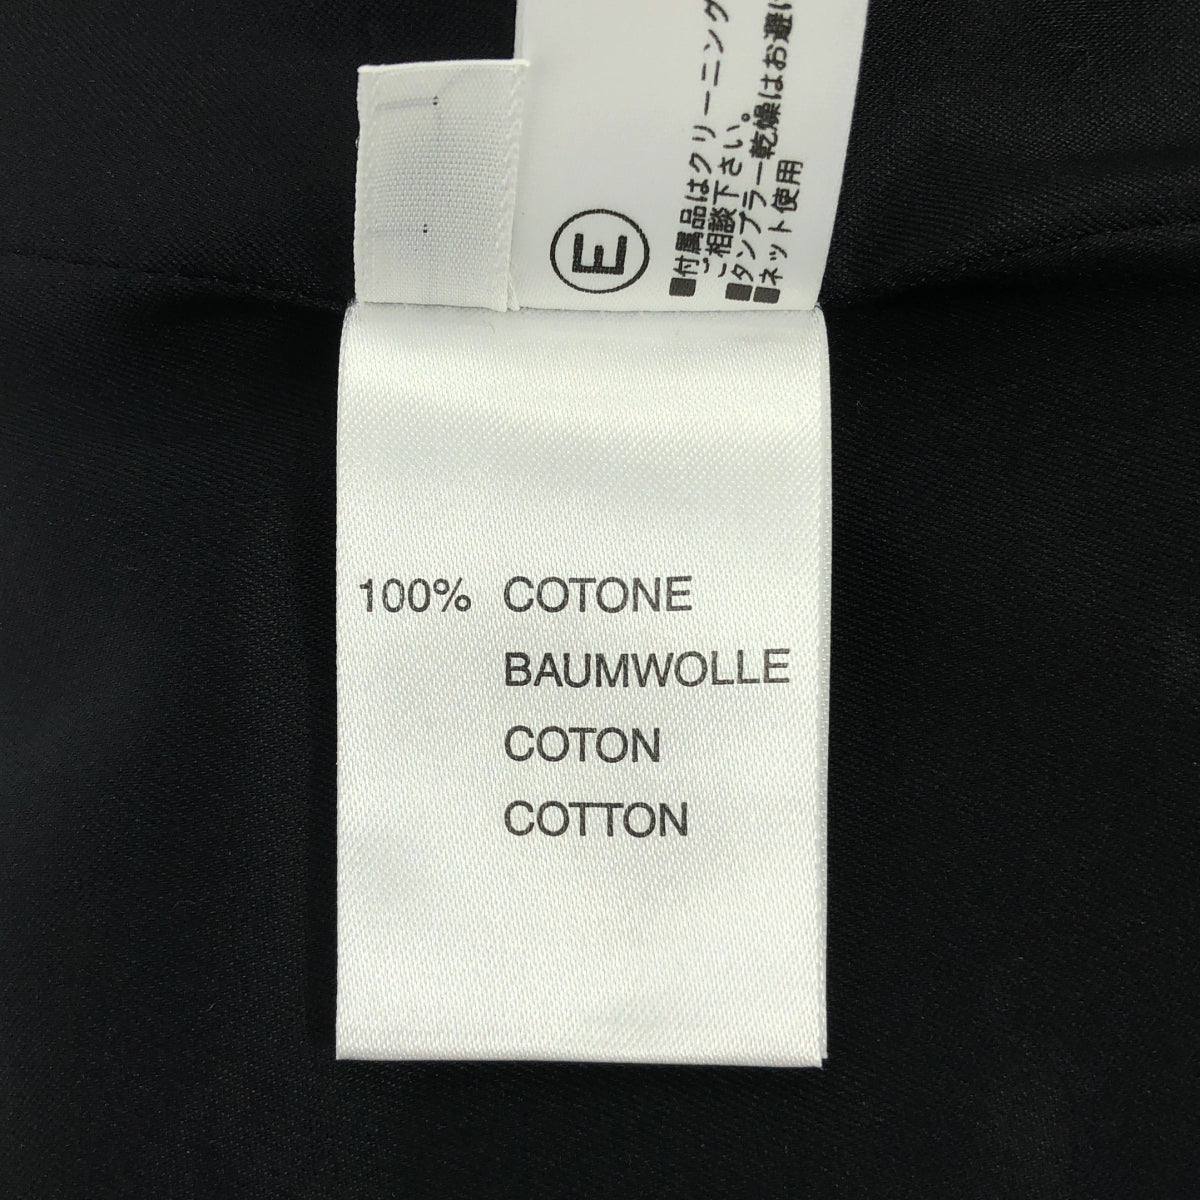 ■付属品はクリーニング
ご相談下さい。
■タンブラー乾燥はお避け
■ネット使用
E
100% COTONE
BAUMWOLLE
COTON
COTTON